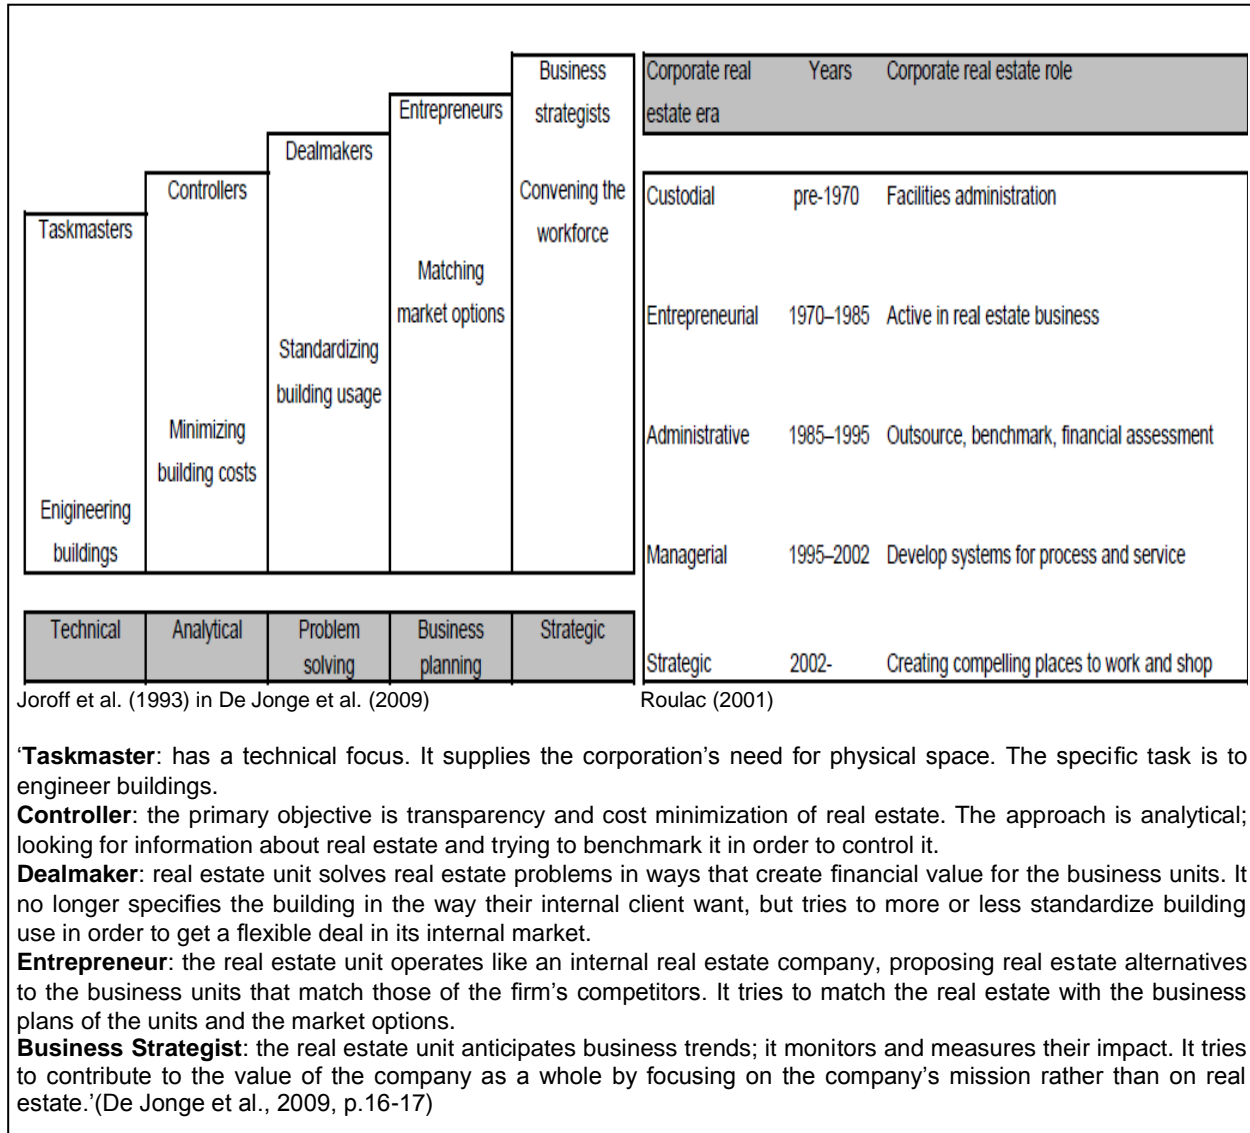 Taskmasters
Enigineering
buildings
Controllers
Minimizing
building costs
Dealmakers
Standardizing
building usage
Entrepreneurs
Matching
market options
Business
strategists
Convening the
workforce
Technical
Analytical
Problem
solving
Business
planning
Strategic
Corporate real
estate era
Years
Corporate real estate role
Custodial pre-1970 Facilities administration
Entrepreneurial 1970–1985 Active in real estate business
Administrative 1985–1995 Outsource, benchmark, financial assessment
Managerial 1995–2002 Develop systems for process and service
Strategic 2002- Creating compelling places to work and shop
Joroff et al. (1993) in De Jonge et al. (2009)
Roulac (2001)
‘Taskmaster: has a technical focus. It supplies the corporation’s need for physical space. The specific task is to
engineer buildings.
Controller: the primary objective is transparency and cost minimization of real estate. The approach is analytical;
looking for information about real estate and trying to benchmark it in order to control it.
Dealmaker: real estate unit solves real estate problems in ways that create financial value for the business units. It
no longer specifies the building in the way their internal client want, but tries to more or less standardize building
use in order to get a flexible deal in its internal market.
Entrepreneur: the real estate unit operates like an internal real estate company, proposing real estate alternatives
to the business units that match those of the firm’s competitors. It tries to match the real estate with the business
plans of the units and the market options.
Business Strategist: the real estate unit anticipates business trends; it monitors and measures their impact. It tries
to contribute to the value of the company as a whole by focusing on the company’s mission rather than on real
estate.’(De Jonge et al., 2009, p.16-17)